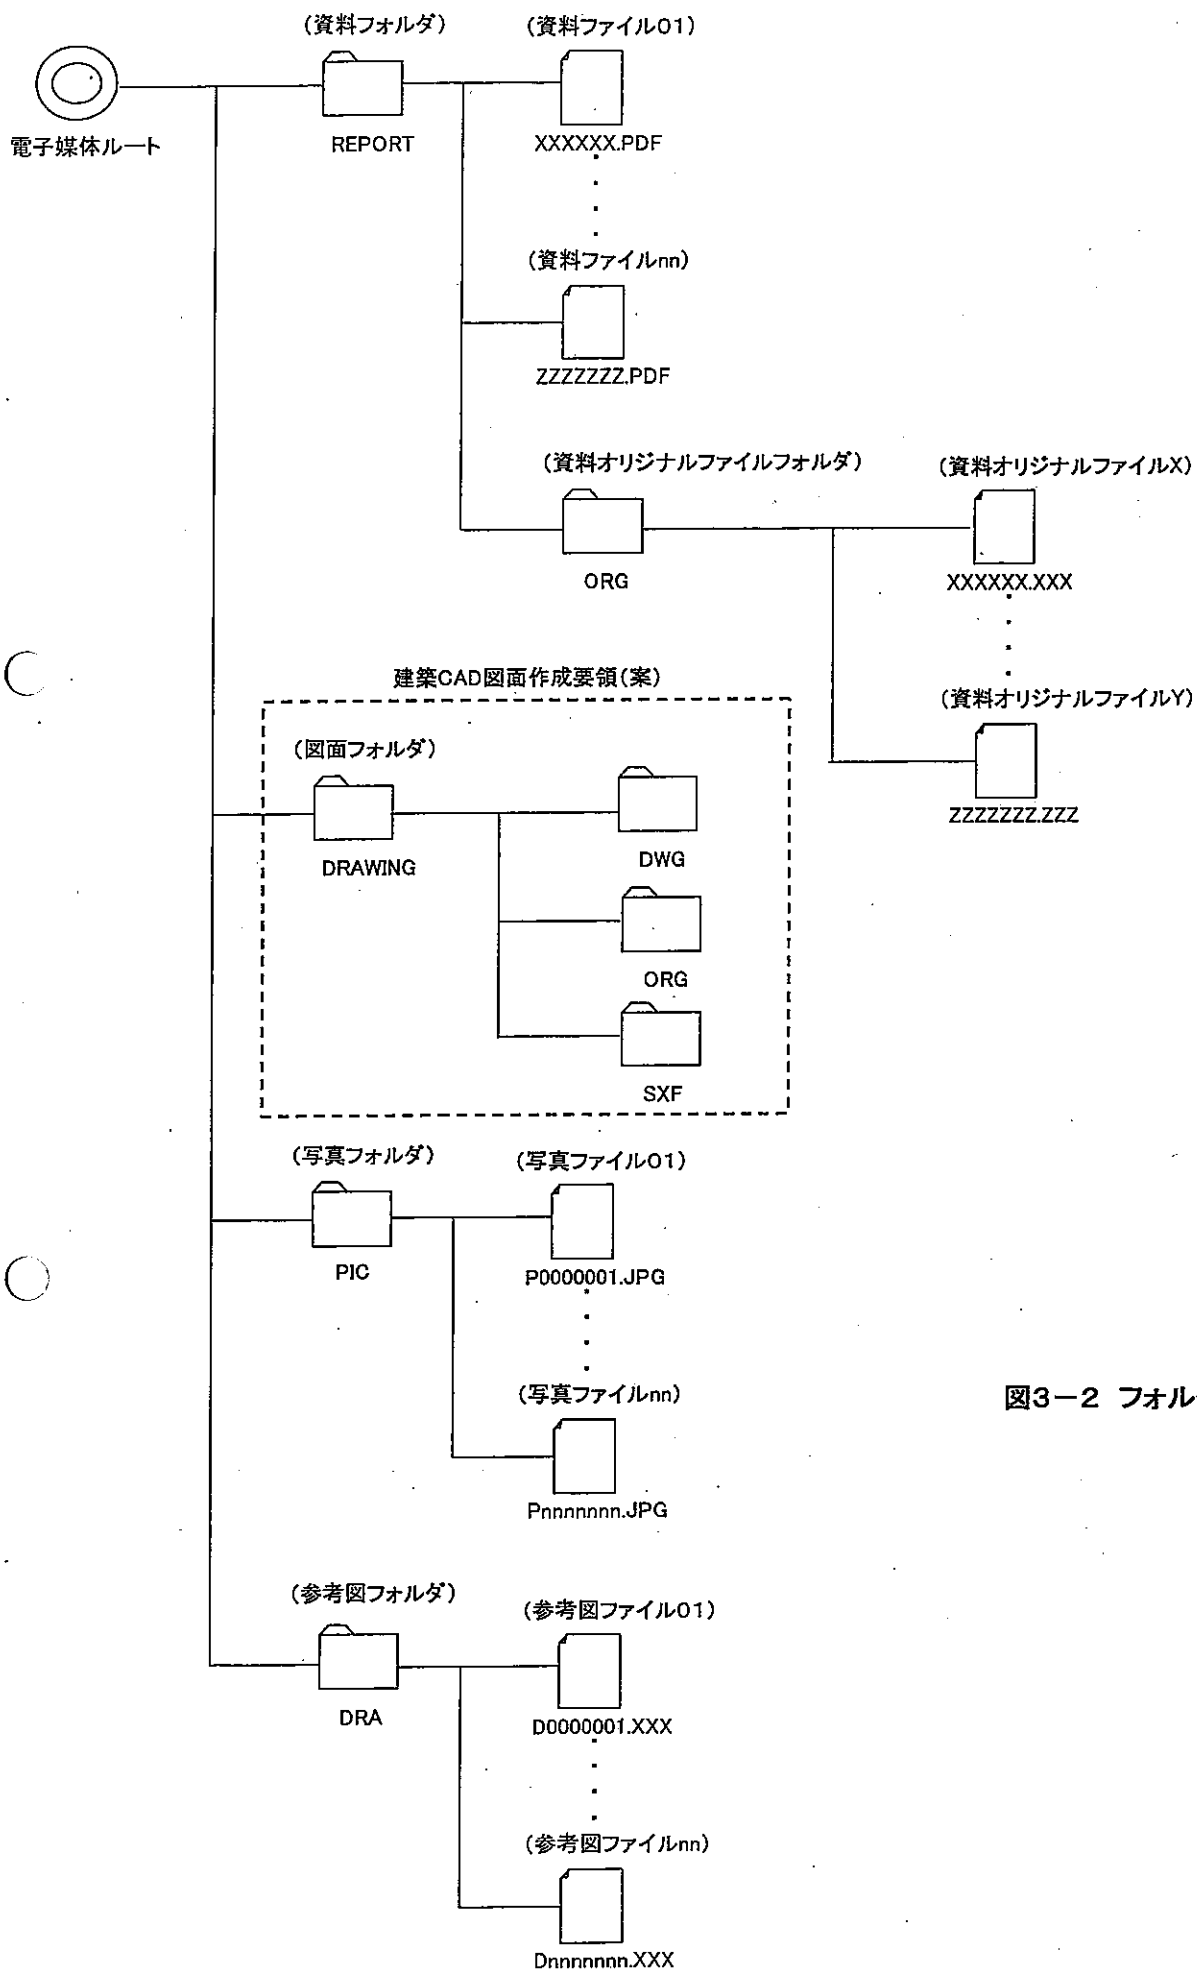 (資料フォルダ) (資料ファイル01)
電子媒体ルート REPORT XXXXXX.PDF
(資料ファイルnn)
ZZZZZZZ.PDF
(資料オリジナルファイルフォルダ) (資料オリジナルファイルX)
ORG XXXXXX.XXX
建築CAD図面作成要領(案) (資料オリジナルファイルY)
(図面フォルダ)
ZZZZZZZ.ZZZ
DRAWING DWG
ORG
SXF
(写真フォルダ) (写真ファイル01)
PIC P0000001.JPG
(写真ファイルnn)
図3-2 フォル
Pnnnnnnn.JPG
(参考図フォルダ) (参考図ファイル01)
DRA D0000001.XXX
(参考図ファイルnn)
Dnnnnnnn.XXX